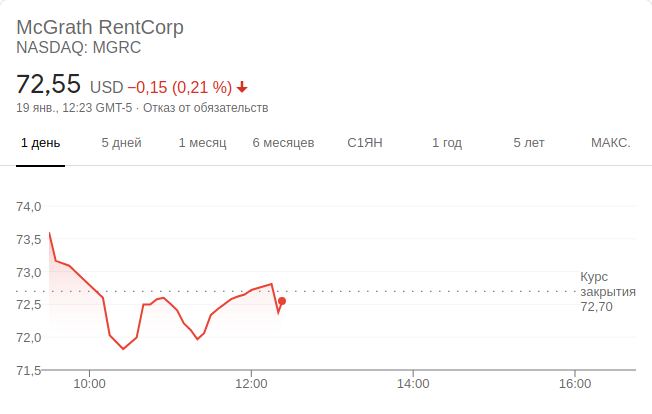 McGrath RentCorp
NASDAQ: MGRC
72,55 USD −0,15 (0,21 %)
19 янв., 12:23 GMT-5 · Отказ от обязательств
1 день 5 дней 1 месяц 6 месяцев С1ЯН 1 год 5 лет МАКС.
74,0
73,5
73,0
Курс
закрытия
72,70
72,5
72,0
71,5
10:00 12:00 14:00 16:00